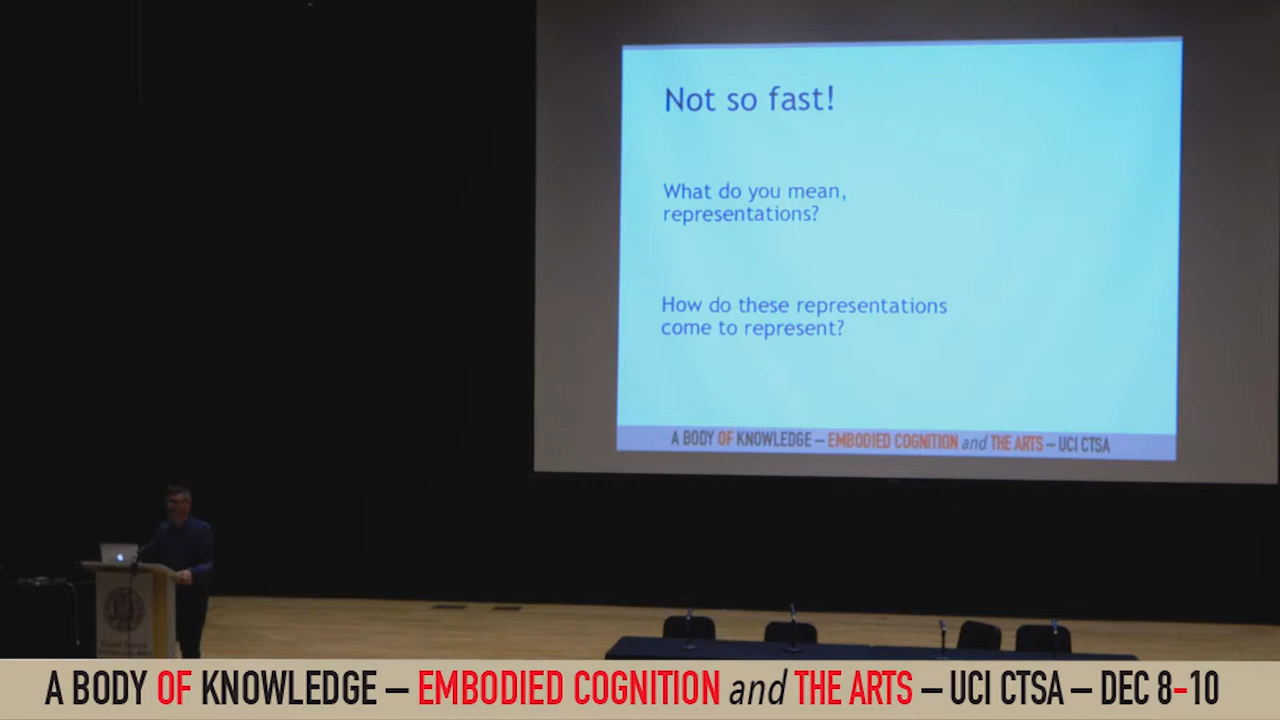 Not so fast!
What do you mean,
representations?
How do these representations
come to represent?
A BODY OF KNOWLEDGE – EMBODIED COGNITION and THE ARTS – UCI CTSA
A BODY OF KNOWLEDGE – EMBODIED COGNITION and THE ARTS – UCI CTSA – DEC 8-10